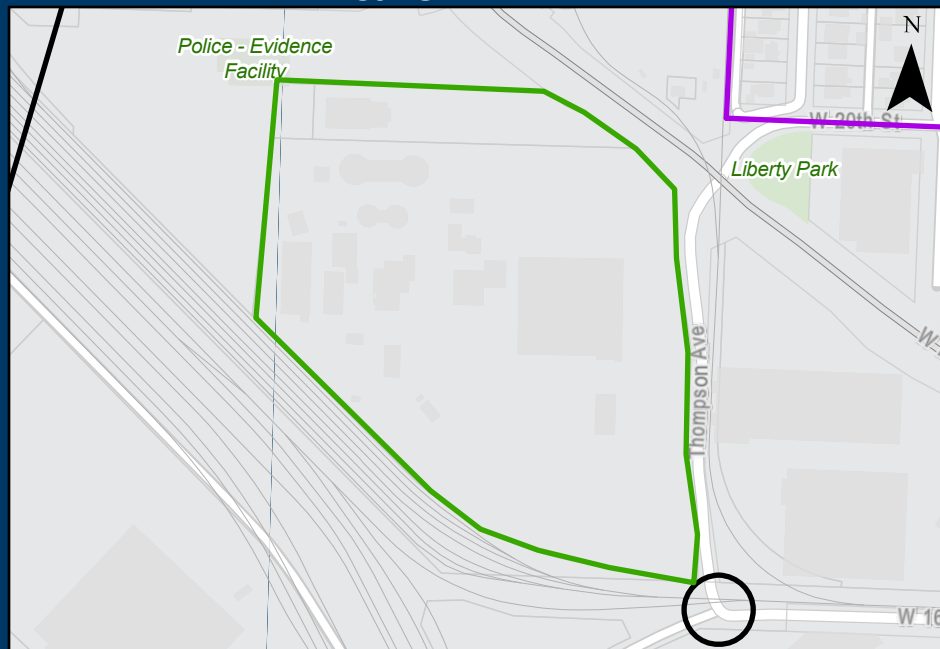 N
Police - Evidence
Facility
W 20th St
Liberty Park
Thompson Ave
W 16